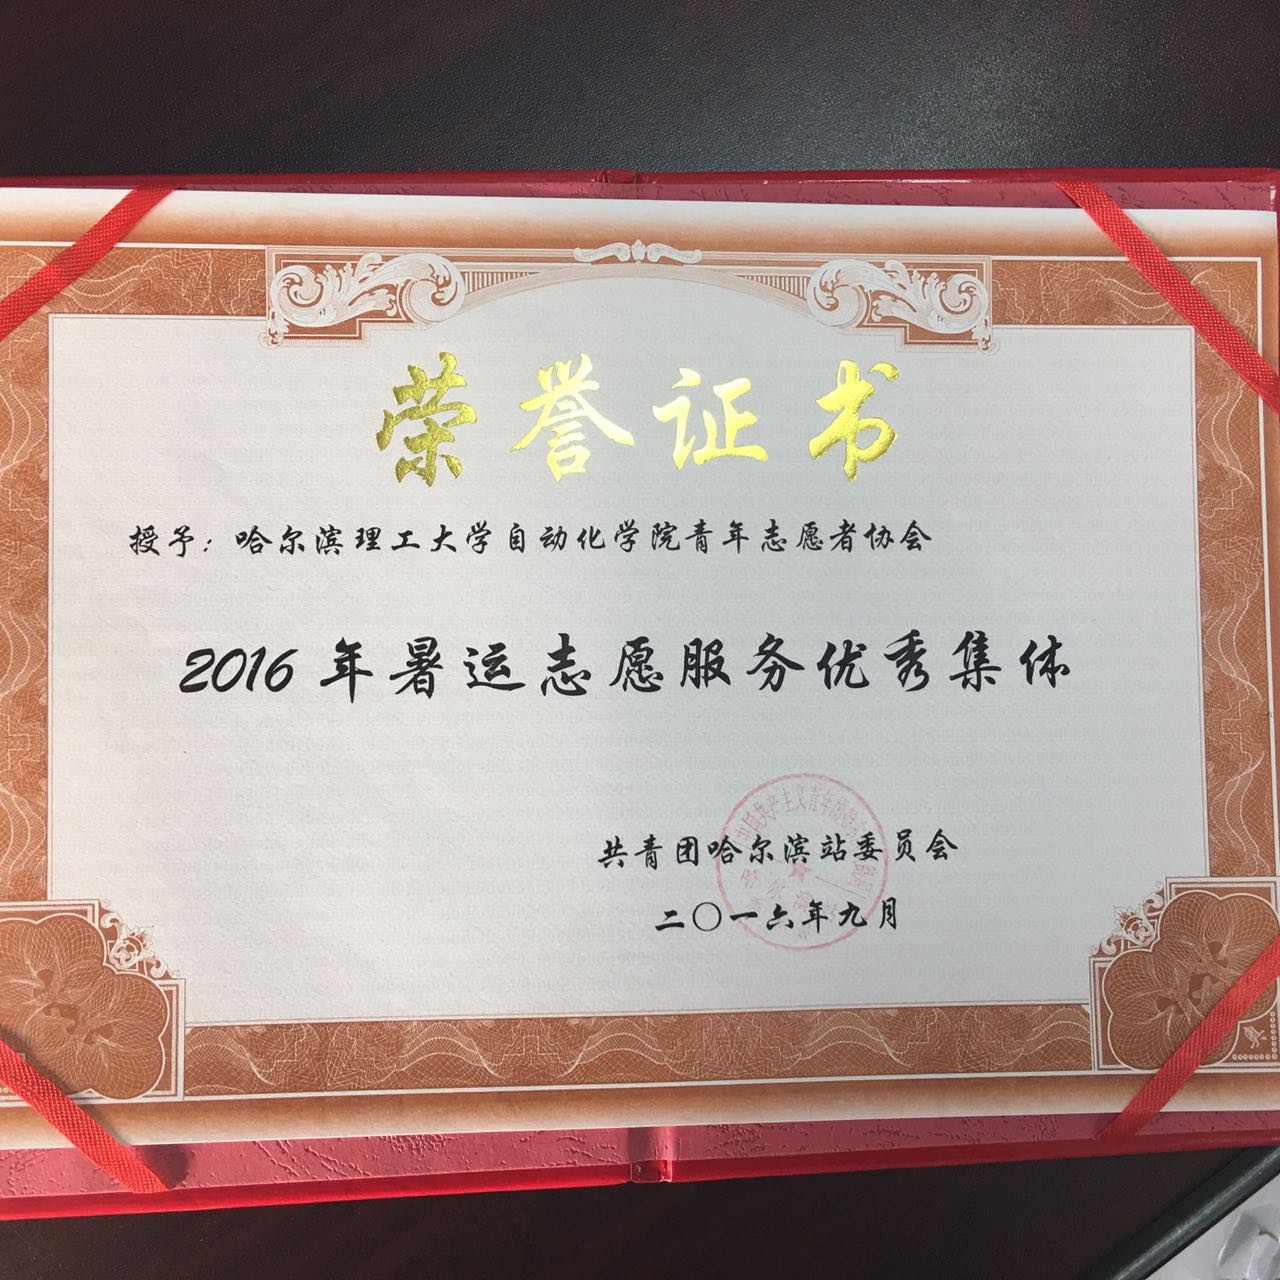 荣誉证书
授予：哈尔滨理工大学自动化学院青年志愿者协会
2016年暑运志愿服务优秀集体
共青团哈尔滨站委员会
二〇一六年九月